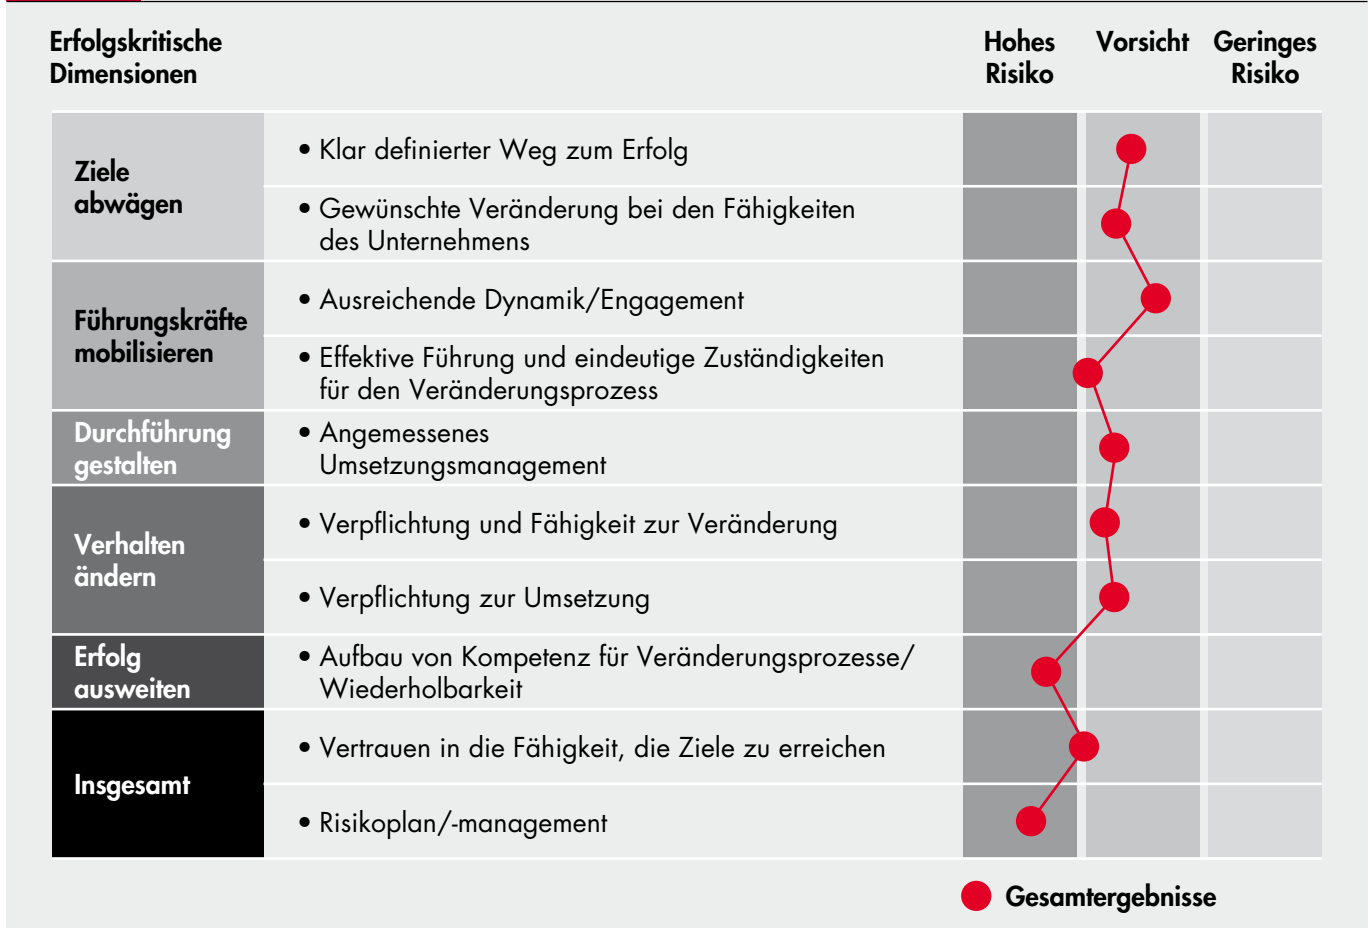 Erfolgskritische
Dimensionen
Hohes
Risiko
Vorsicht
Geringes
Risiko
Ziele
abwägen
• Klar definierter Weg zum Erfolg
• Gewünschte Veränderung bei den Fähigkeiten
des Unternehmens
Führungskräfte
mobilisieren
• Ausreichende Dynamik/Engagement
• Effektive Führung und eindeutige Zuständigkeiten
für den Veränderungsprozess
Durchführung
gestalten
• Angemessenes
Umsetzungsmanagement
Verhalten
ändern
• Verpflichtung und Fähigkeit zur Veränderung
• Verpflichtung zur Umsetzung
Erfolg
ausweiten
• Aufbau von Kompetenz für Veränderungsprozesse/
Wiederholbarkeit
Insgesamt
• Vertrauen in die Fähigkeit, die Ziele zu erreichen
• Risikoplan/-management
Gesamtergebnisse